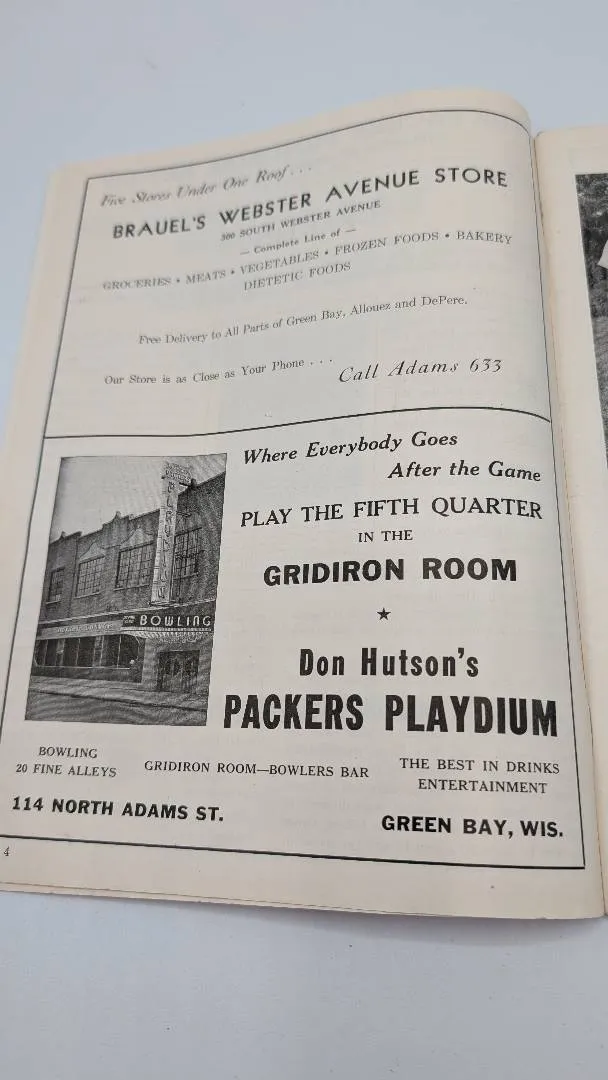 Five Stores Under One Roof . . .
BRAUEL'S WEBSTER AVENUE STORE
SOUTH WEBSTER AVENUE
— Complete Line of —
GROCERIES • MEATS • VEGETABLES • FROZEN FOODS • BAKERY
DIETETIC FOODS
Free Delivery to All Parts of Green Bay, Allouez and DePere.
Our Store is as Close as Your Phone . . . Call Adams 633
Where Everybody Goes
After the Game
PLAY THE FIFTH QUARTER
IN THE
GRIDIRON ROOM
★
Don Hutson's
PACKERS PLAYDIUM
PLAYDIUM
BOWLING
BOWLING
20 FINE ALLEYS
GRIDIRON ROOM—BOWLERS BAR
THE BEST IN DRINKS
ENTERTAINMENT
114 NORTH ADAMS ST.
GREEN BAY, WIS.
4